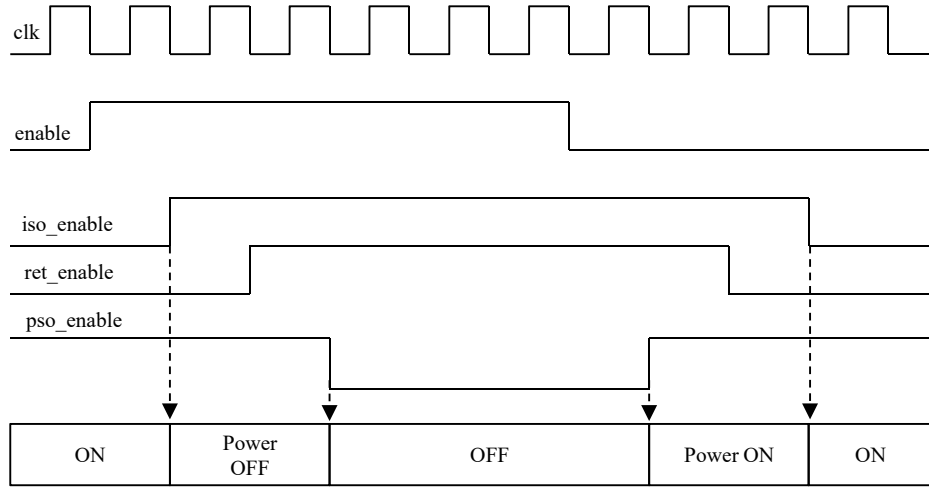 clk
enable
iso_enable
ret_enable
pso_enable
ON
Power
OFF
OFF
Power ON
ON